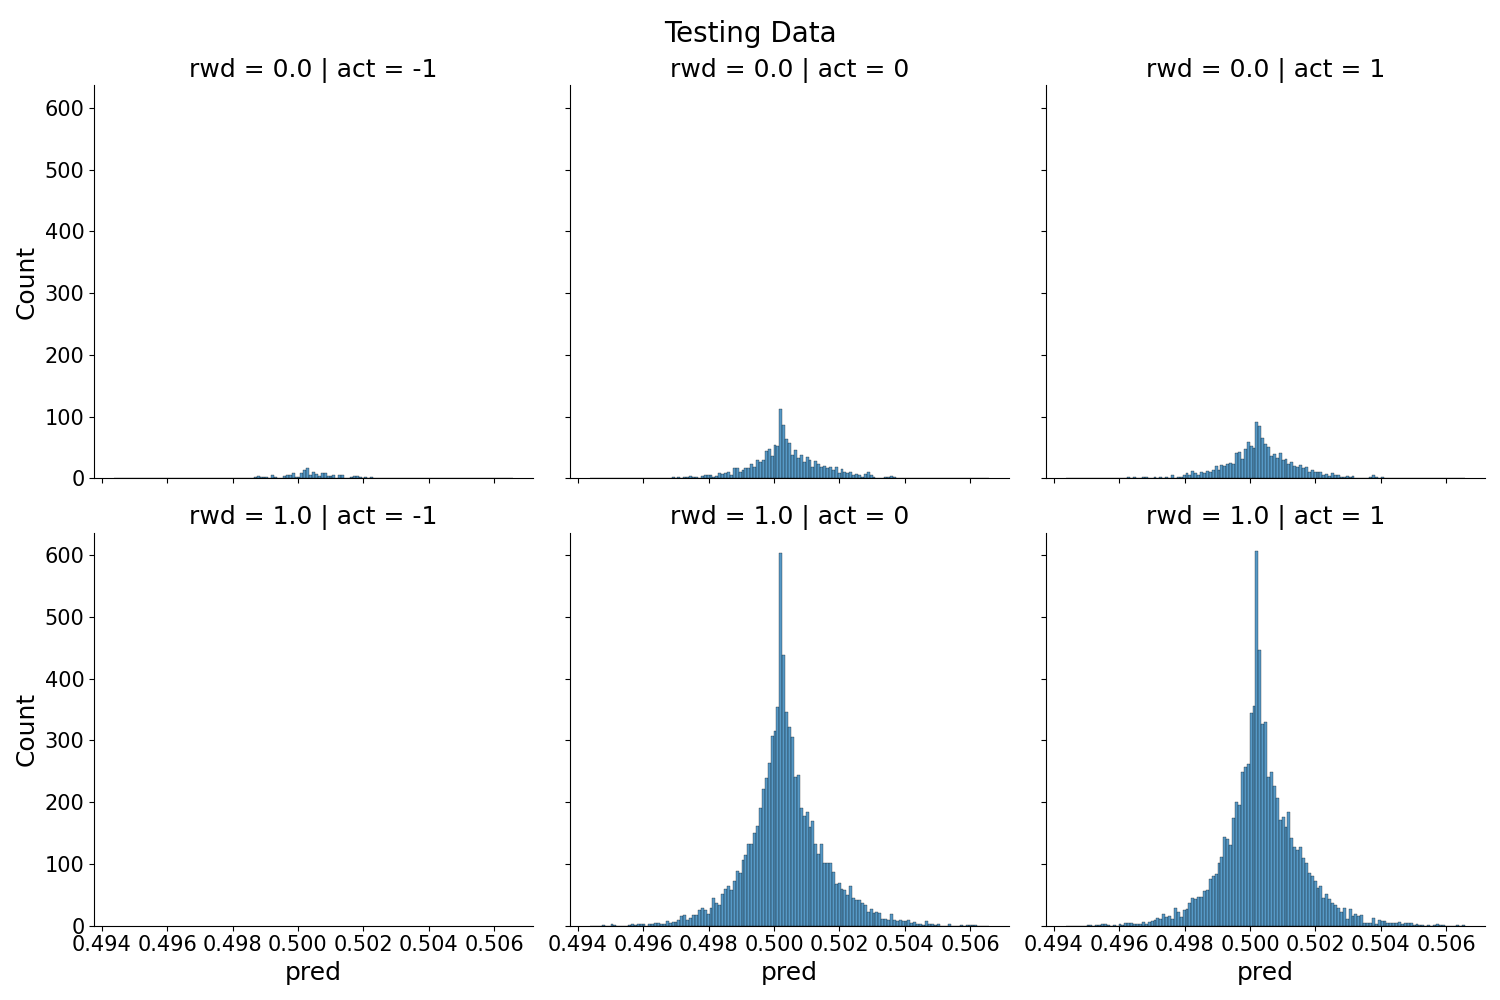 Testing Data
rwd = 0.0 | act = -1
rwd = 0.0 | act = 0
rwd = 0.0 | act = 1
600
500
400
300
200
100
0
Count
rwd = 1.0 | act = -1
rwd = 1.0 | act = 0
rwd = 1.0 | act = 1
600
500
400
300
200
100
0
Count
0.494 0.496 0.498 0.500 0.502 0.504 0.506
0.494 0.496 0.498 0.500 0.502 0.504 0.506
0.494 0.496 0.498 0.500 0.502 0.504 0.506
pred
pred
pred